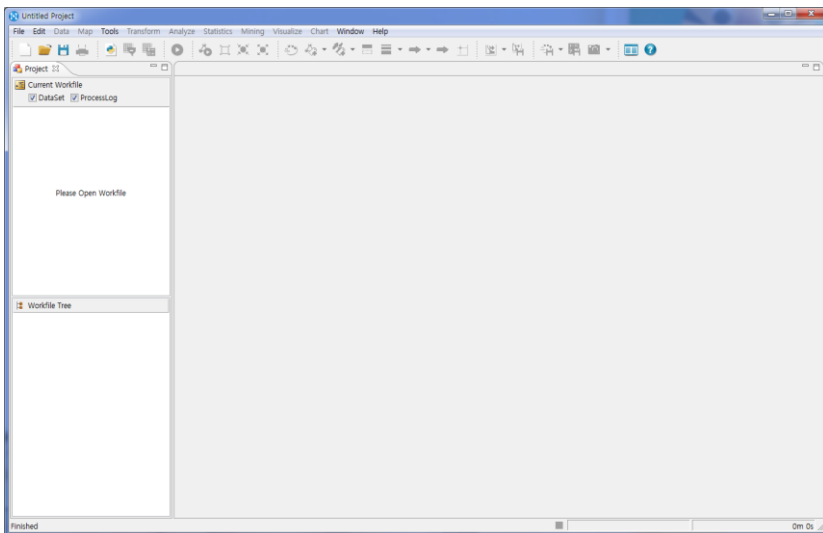 Untitled Project
File Edit Data Map Tools Transform Analyze Statistics Mining Visualize Chart Window Help
Project
Current Workfile
DataSet ProcessLog
Please Open Workfile
Workfile Tree
Finished 0m 0s